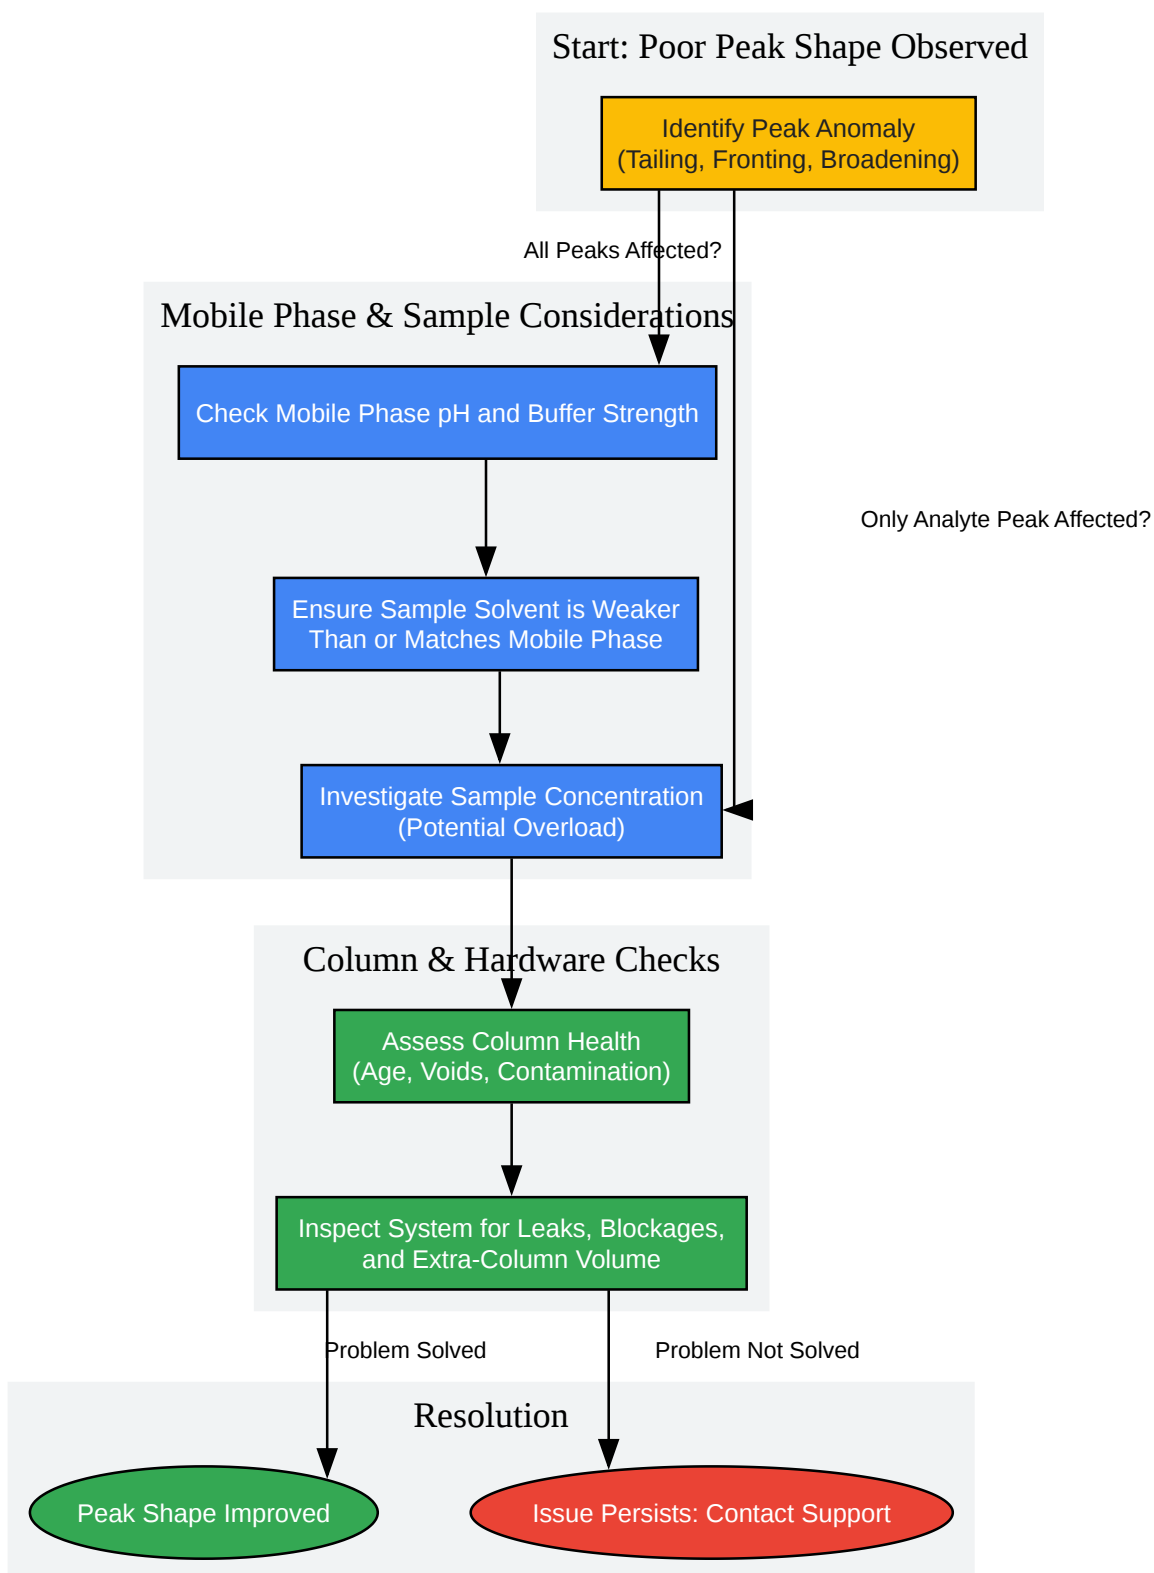 Start: Poor Peak Shape Observed
Identify Peak Anomaly
(Tailing, Fronting, Broadening)
All Peaks Affected?
Mobile Phase & Sample Considerations
Check Mobile Phase pH and Buffer Strength
Only Analyte Peak Affected?
Ensure Sample Solvent is Weaker
Than or Matches Mobile Phase
Investigate Sample Concentration
(Potential Overload)
Column & Hardware Checks
Assess Column Health
(Age, Voids, Contamination)
Inspect System for Leaks, Blockages,
and Extra-Column Volume
Problem Solved
Problem Not Solved
Resolution
Peak Shape Improved
Issue Persists: Contact Support